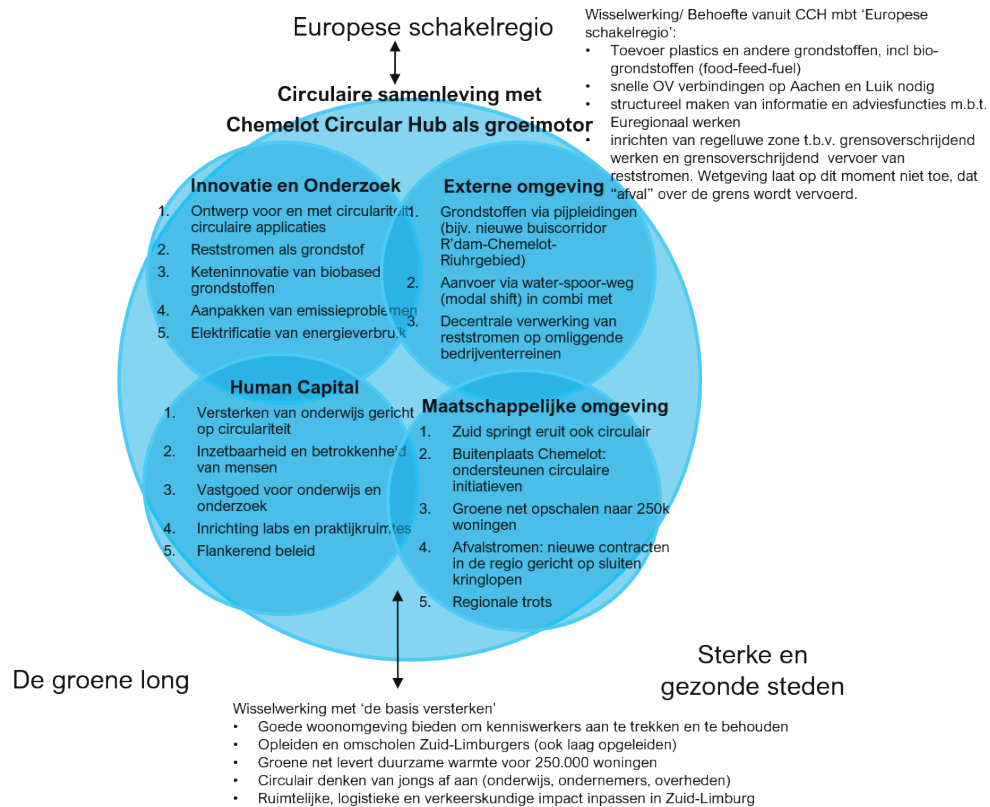 Europese schakelregio
Wisselwerking/ Behoefte vanuit CCH mbt ‘Europese
schakelregio’:
• Toevoer plastics en andere grondstoffen, incl bio-
grondstoffen (food-feed-fuel)
• snelle OV verbindingen op Aachen en Luik nodig
• structureel maken van informatie en adviesfuncties m.b.t.
Euregionaal werken
• inrichten van regelluwe zone t.b.v. grensoverschrijdend
werken en grensoverschrijdend vervoer van
reststromen. Wetgeving laat op dit moment niet toe, dat
“afval” over de grens wordt vervoerd.
Circulaire samenleving met
Chemelot Circular Hub als groeimotor
Innovatie en Onderzoek
1. Ontwerp voor en met circulariteit:
circulaire applicaties
2. Reststromen als grondstof
3. Keteninnovatie van biobased
grondstoffen
4. Aanpakken van emissieproblemen
5. Elektrificatie van energieverbruik
Externe omgeving
1. Grondstoffen via pijpleidingen
(bijv. nieuwe buiscorridor
R’dam-Chemelot-
Riuhrgebied)
2. Aanvoer via water-spoor-weg
(modal shift) in combi met
3. Decentrale verwerking van
reststromen op omliggende
bedrijventerreinen
Human Capital
1. Versterken van onderwijs gericht
op circulariteit
2. Inzetbaarheid en betrokkenheid
van mensen
3. Vastgoed voor onderwijs en
onderzoek
4. Inrichting labs en praktijkruimtes
5. Flankerend beleid
Maatschappelijke omgeving
1. Zuid springt eruit ook circulair
2. Buitenplaats Chemelot:
ondersteunen circulaire
initiatieven
3. Groene net opschalen naar 250k
woningen
4. Afvalstromen: nieuwe contracten
in de regio gericht op sluiten
kringlopen
5. Regionale trots
De groene long
Sterke en
gezonde steden
Wisselwerking met ‘de basis versterken’
• Goede woonomgeving bieden om kenniswerkers aan te trekken en te behouden
• Opleiden en omscholen Zuid-Limburgers (ook laag opgeleiden)
• Groene net levert duurzame warmte voor 250.000 woningen
• Circulair denken van jongs af aan (onderwijs, ondernemers, overheden)
• Ruimtelijke, logistieke en verkeerskundige impact inpassen in Zuid-Limburg